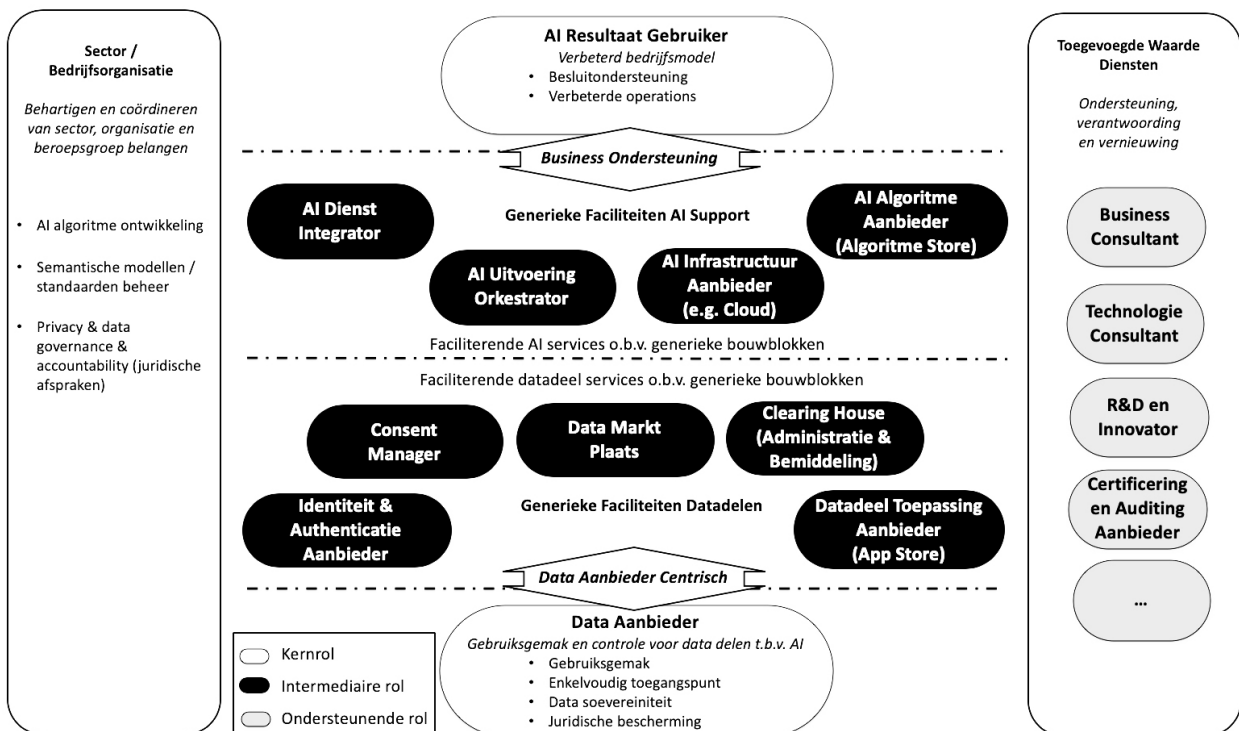 Sector /
Bedrijfsorganisatie
Behartigen en coördineren
van sector, organisatie en
beroepsgroep belangen
• AI algoritme ontwikkeling
• Semantische modellen /
standaarden beheer
• Privacy & data
governance &
accountability (juridische
afspraken)
AI Resultaat Gebruiker
Verbeterd bedrijfsmodel
• Besluitondersteuning
• Verbeterde operations
Business Ondersteuning
AI Dienst
Integrator
Generieke Faciliteiten AI Support
AI Algoritme
Aanbieder
(Algoritme Store)
AI Uitvoering
Orkestrator
AI Infrastructuur
Aanbieder
(e.g. Cloud)
Faciliterende AI services o.b.v. generieke bouwblokken
Faciliterende datadeel services o.b.v. generieke bouwblokken
Consent
Manager
Data Markt
Plaats
Clearing House
(Administratie &
Bemiddeling)
Identiteit &
Authenticatie
Aanbieder
Generieke Faciliteiten Datadelen
Datadeel Toepassing
Aanbieder
(App Store)
Data Aanbieder Centrisch
Data Aanbieder
Gebruiksgemak en controle voor data delen t.b.v. AI
• Gebruiksgemak
• Enkelvoudig toegangspunt
• Data soevereiniteit
• Juridische bescherming
Kernrol
Intermediaire rol
Ondersteunende rol
Toegevoegde Waarde
Diensten
Ondersteuning,
verantwoording
en vernieuwing
Business
Consultant
Technologie
Consultant
R&D en
Innovator
Certificering
en Auditing
Aanbieder
...